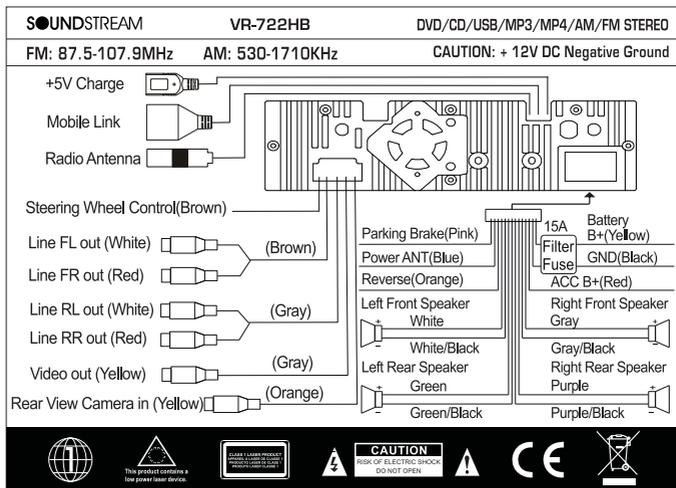 SOUNDSTREAM VR-722HB DVD/CD/USB/MP3/MP4/AM/FM STEREO
FM: 87.5-107.9MHz AM: 530-1710KHz CAUTION: + 12V DC Negative Ground
+5V Charge
Mobile Link
Radio Antenna
Steering Wheel Control(Brown)
Line FL out (White)
(Brown)
Line FR out (Red)
Line RL out (White)
(Gray)
Line RR out (Red)
Video out (Yellow)
(Gray)
Rear View Camera in (Yellow)
(Orange)
Parking Brake(Pink)
Power ANT(Blue)
Reverse(Orange)
15A
Filter
Fuse
Battery
B+(Yellow)
GND(Black)
ACC B+(Red)
Left Front Speaker
White
White/Black
Left Rear Speaker
Green
Green/Black
Right Front Speaker
Gray
Gray/Black
Right Rear Speaker
Purple
Purple/Black
1
This product contains a
low power laser device.
CLASS 1 LASER PRODUCT
CAUTION
RISK OF ELECTRIC SHOCK
DO NOT OPEN
CE